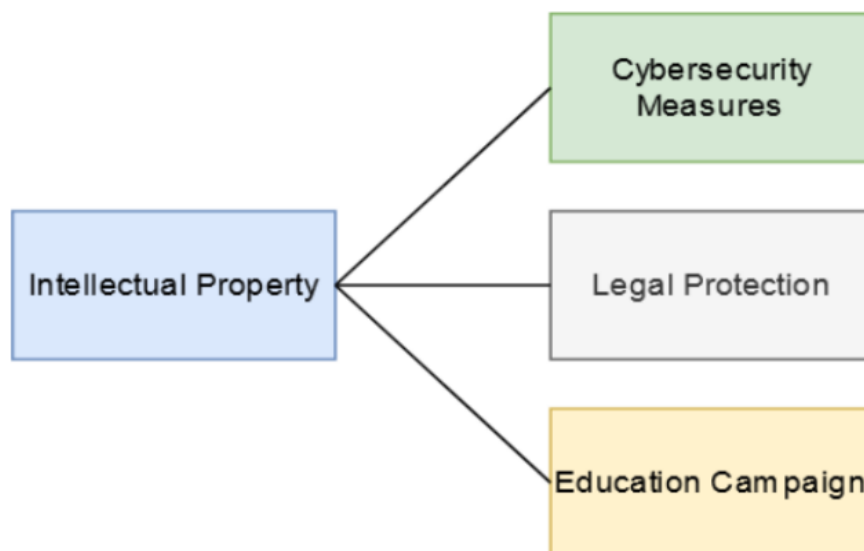 Cybersecurity
Measures
Intellectual Property
Legal Protection
Education Campaign